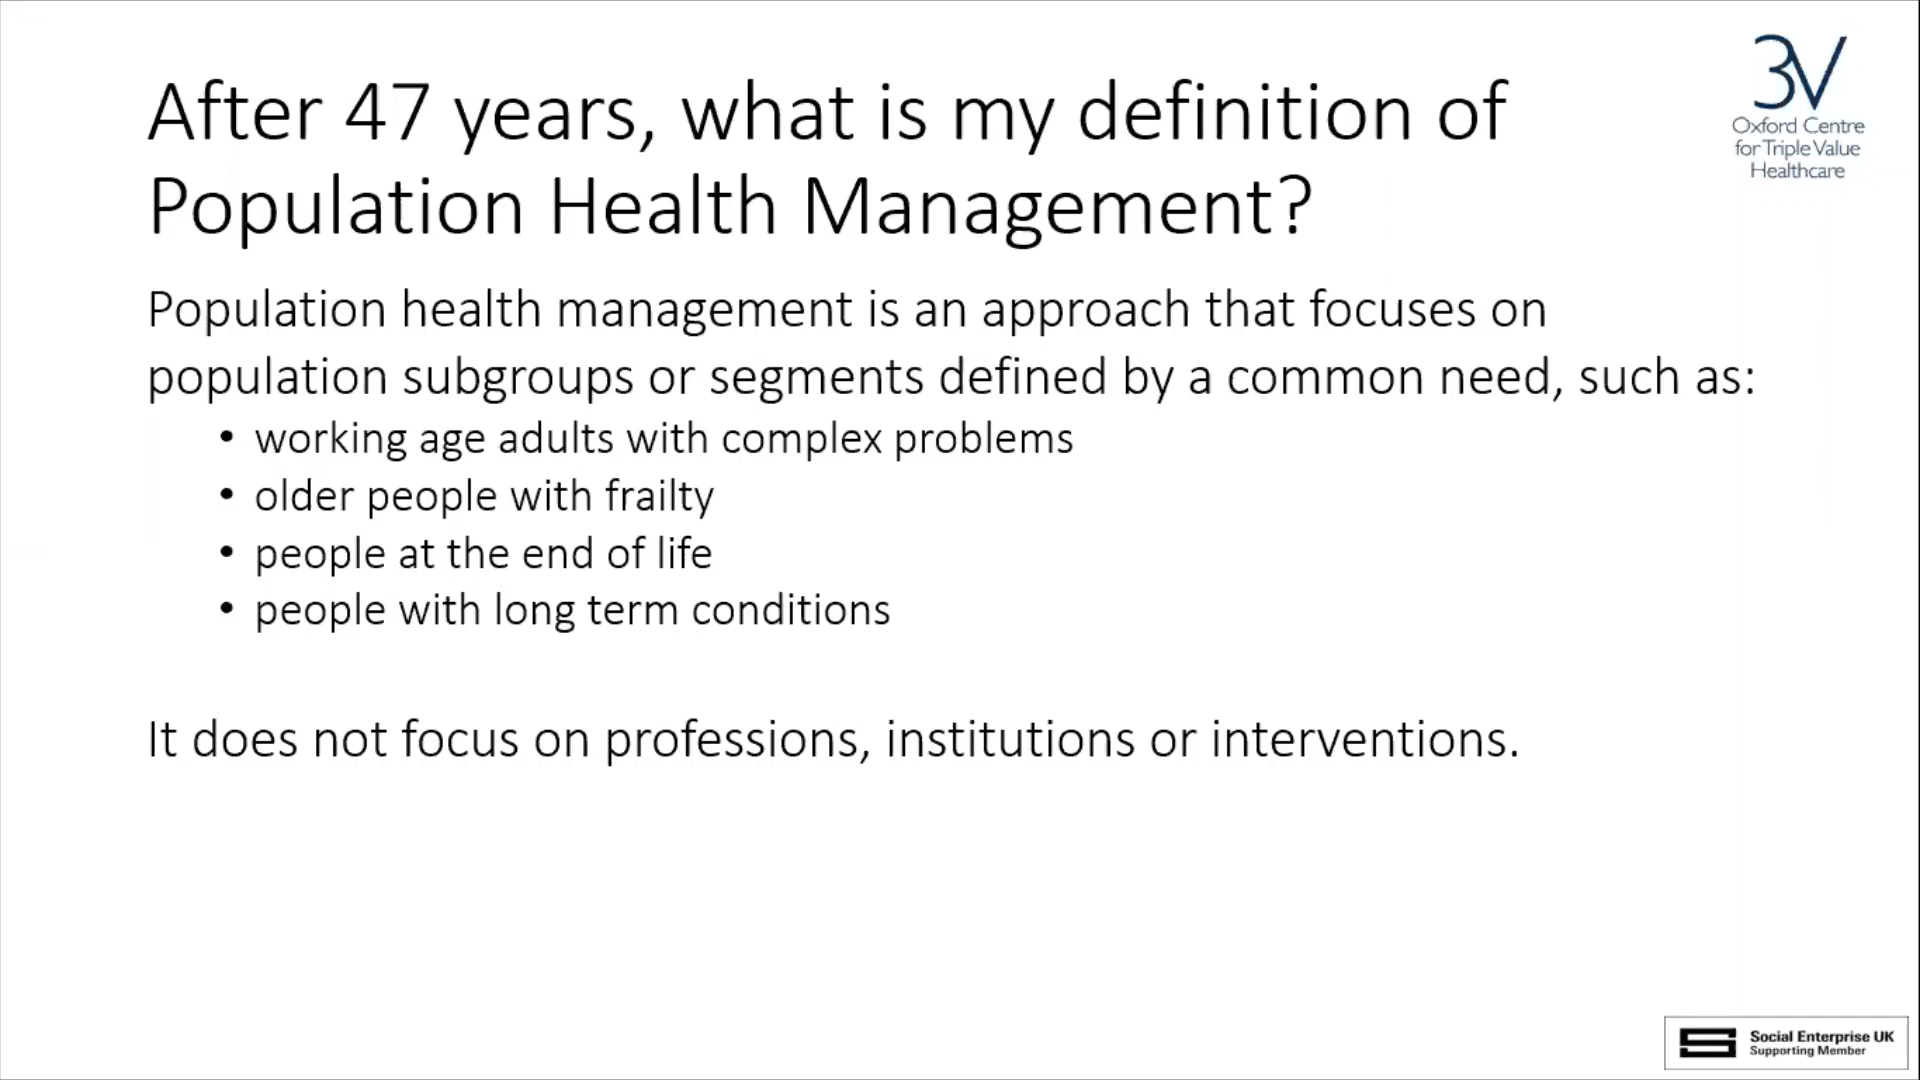 After 47 years, what is my definition of
Population Health Management?
3V
Oxford Centre
for Triple Value
Healthcare
Population health management is an approach that focuses on
population subgroups or segments defined by a common need, such as:
• working age adults with complex problems
• older people with frailty
• people at the end of life
• people with long term conditions
It does not focus on professions, institutions or interventions.
Social Enterprise UK
Supporting Member